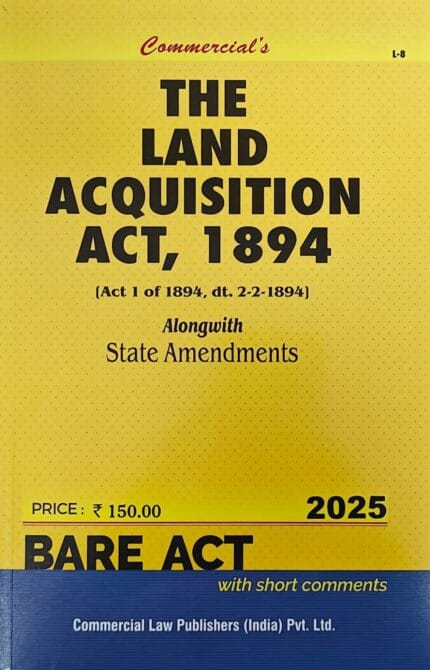 Commercial's
L-8
THE
LAND
ACQUISITION
ACT, 1894
(Act 1 of 1894, dt. 2-2-1894)
Alongwith
State Amendments
PRICE : ₹ 150.00
2025
BARE ACT
with short comments
Commercial Law Publishers (India) Pvt. Ltd.